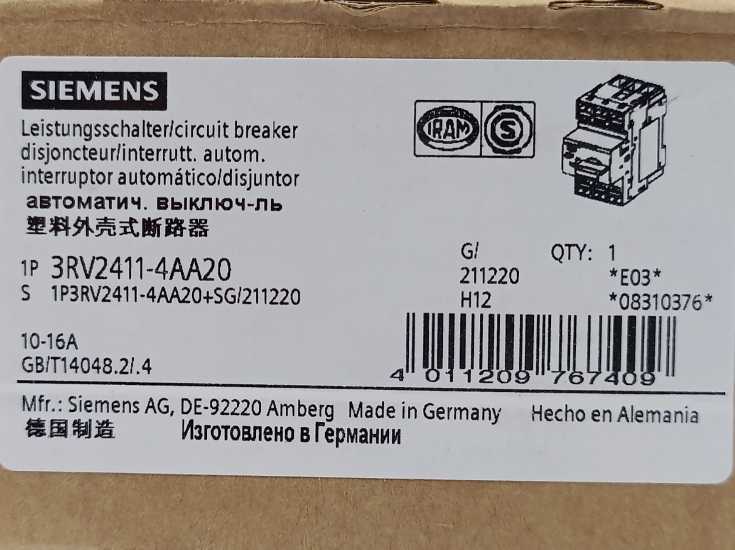 SIEMENS
Leistungsschalter/circuit breaker
disjoncteur/interrutt. autom.
interruptor automático/disjuntor
автоматич. выключ-ль
塑料外壳式断路器
IRAM S
1P 3RV2411-4AA20
S 1P3RV2411-4AA20+SG/211220
G/ QTY: 1
211220 *E03*
H12 *08310376*
10-16A
GB/T14048.2/.4
4 011209 767409
Mfr.: Siemens AG, DE-92220 Amberg Made in Germany Hecho en Alemania
德国制造 Изготовлено в Германии